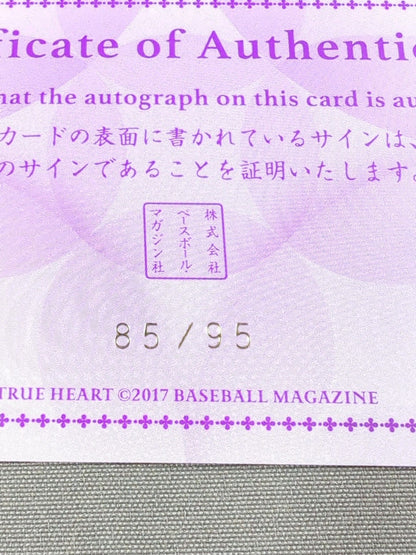 ficate of Authentic
hat the autograph on this card is au
カードの表面に書かれているサインは、
のサインであることを証明いたします。
株式会社
ベースボール・
マガジン社
85/95
TRUE HEART ©2017 BASEBALL MAGAZINE